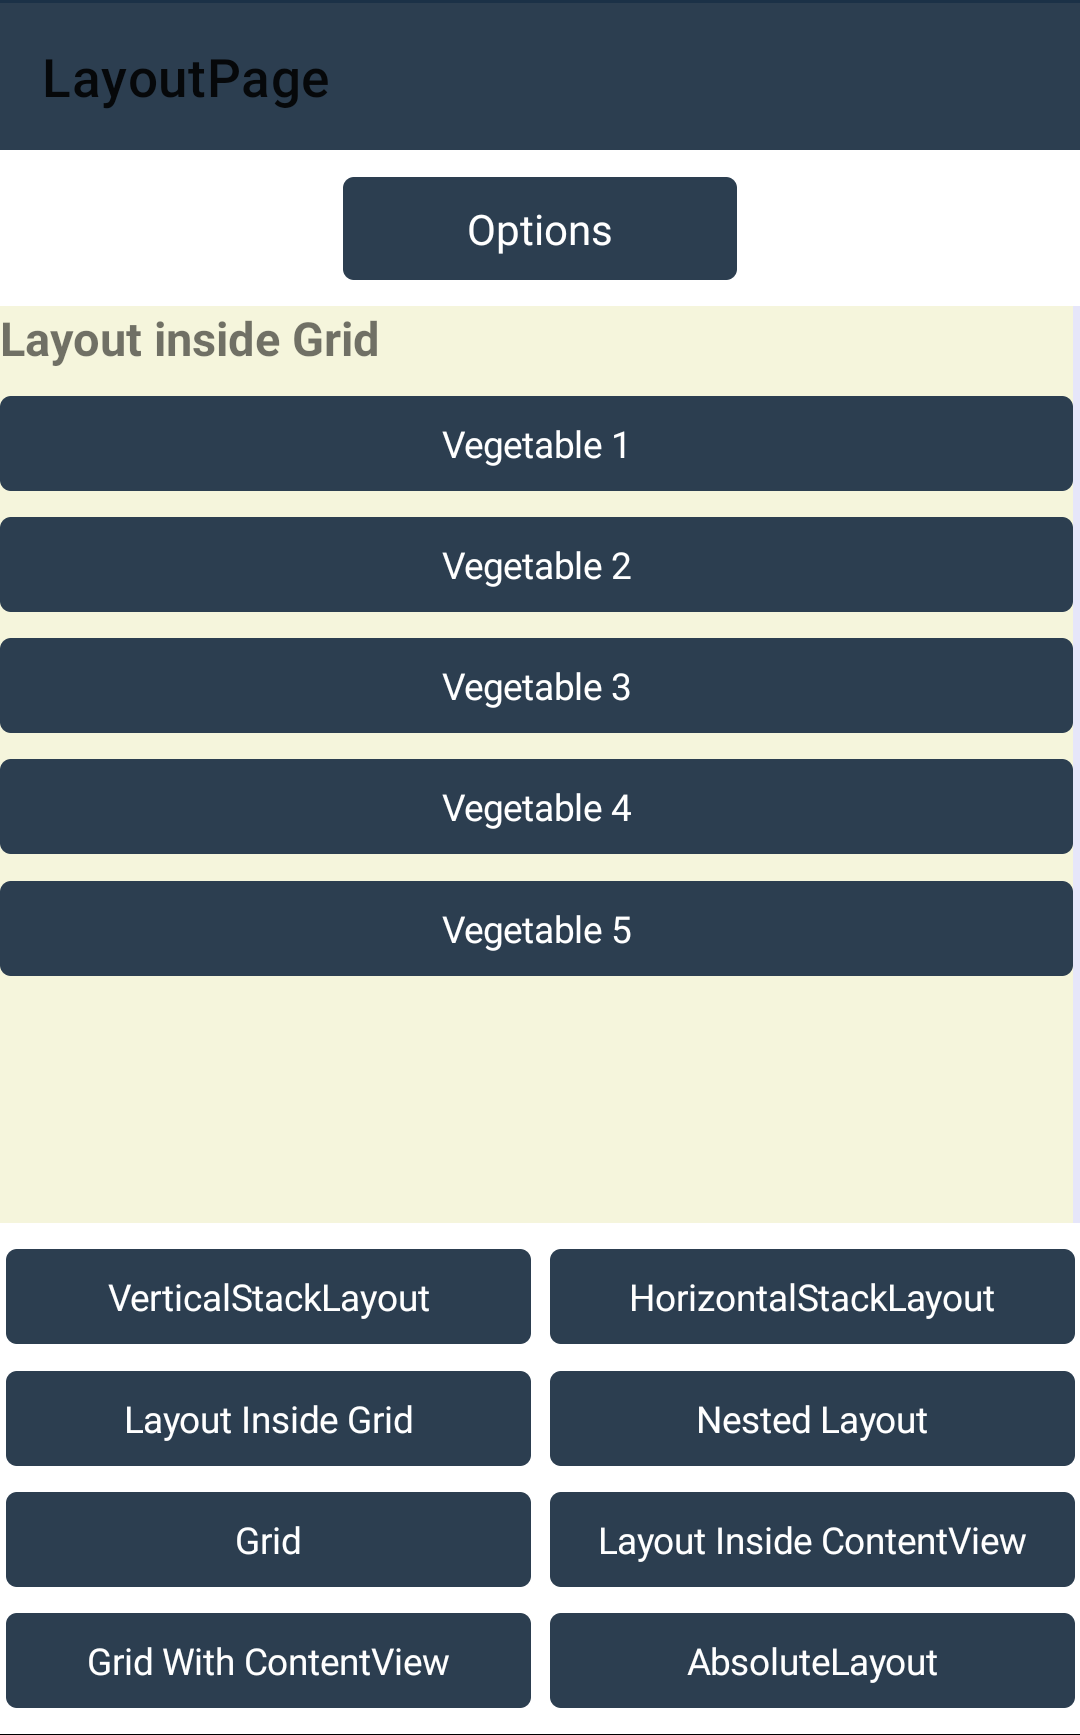 LayoutPage
Options
Layout inside Grid
Vegetable 1
Vegetable 2
Vegetable 3
Vegetable 4
Vegetable 5
VerticalStackLayout
HorizontalStackLayout
Layout Inside Grid
Nested Layout
Grid
Layout Inside ContentView
Grid With ContentView
AbsoluteLayout